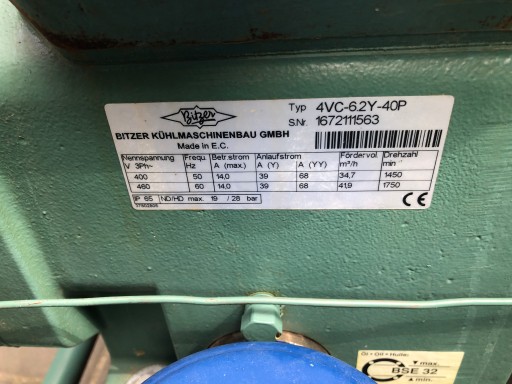 Bitzer
Typ 4VC-6.2Y-40P
S.Nr. 1672111563
BITZER KÜHLMASCHINENBAU GMBH
Made in E.C.
Nennspannung Frequ. Betr.strom Anlaufstrom Fördervol. Drehzahl
V 3Ph~ Hz A (max.) A (Y) A (YY) m³/h min⁻¹
400 50 14,0 39 68 34,7 1450
460 60 14,0 39 68 41,9 1750
IP 65 ND/HD max. 19 / 28 bar
CE
max.
BSE 32
min.